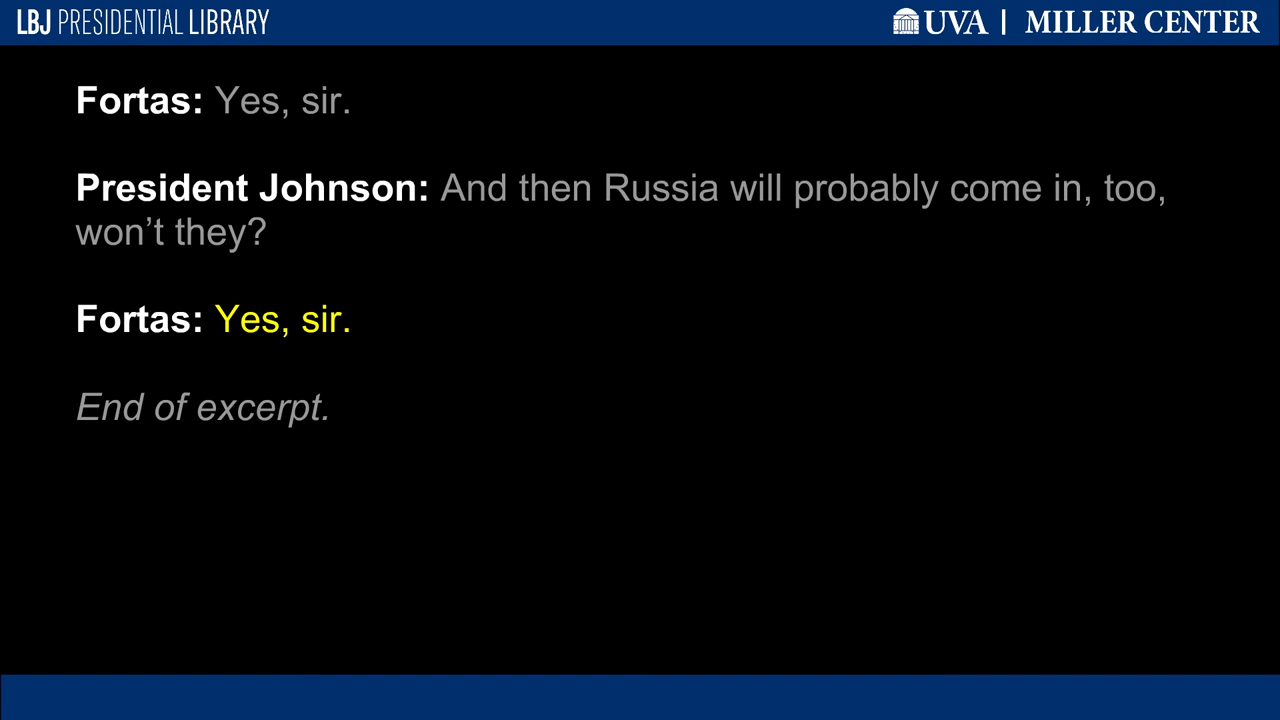 LBJ PRESIDENTIAL LIBRARY
UVA | MILLER CENTER
Fortas: Yes, sir.
President Johnson: And then Russia will probably come in, too,
won’t they?
Fortas: Yes, sir.
End of excerpt.